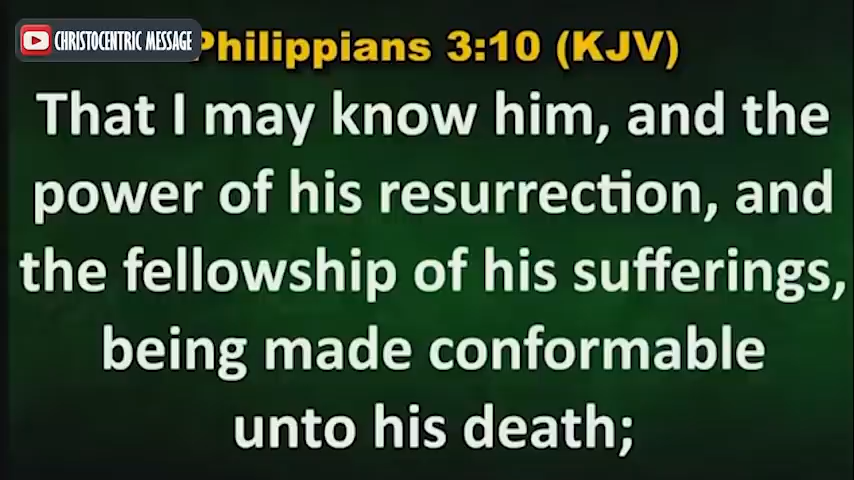 CHRISTOCENTRIC MESSAGE
Philippians 3:10 (KJV)
That I may know him, and the
power of his resurrection, and
the fellowship of his sufferings,
being made conformable
unto his death;